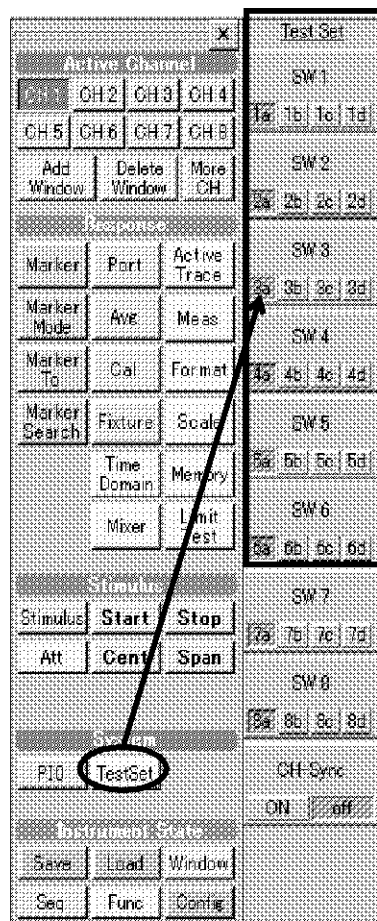 x
Active Channel
CH 1 CH 2 CH 3 CH 4
CH 5 CH 6 CH 7 CH 8
Add Window Delete Window More CH
Response
Marker Port Active Trace
Marker Mode Avg Meas
Marker To Cal Format
Marker Search Fixture Scale
Time Domain Memory
Mixer Limit Test
Stimulus
Stimulus Start Stop
Att Cent Span
System
PIO TestSet
Instrument State
Save Load Window
Seq Func Config
Test Set
SW 1
1a 1b 1c 1d
SW 2
2a 2b 2c 2d
SW 3
3a 3b 3c 3d
SW 4
4a 4b 4c 4d
SW 5
5a 5b 5c 5d
SW 6
6a 6b 6c 6d
SW 7
7a 7b 7c 7d
SW 8
8a 8b 8c 8d
CH Sync
ON off